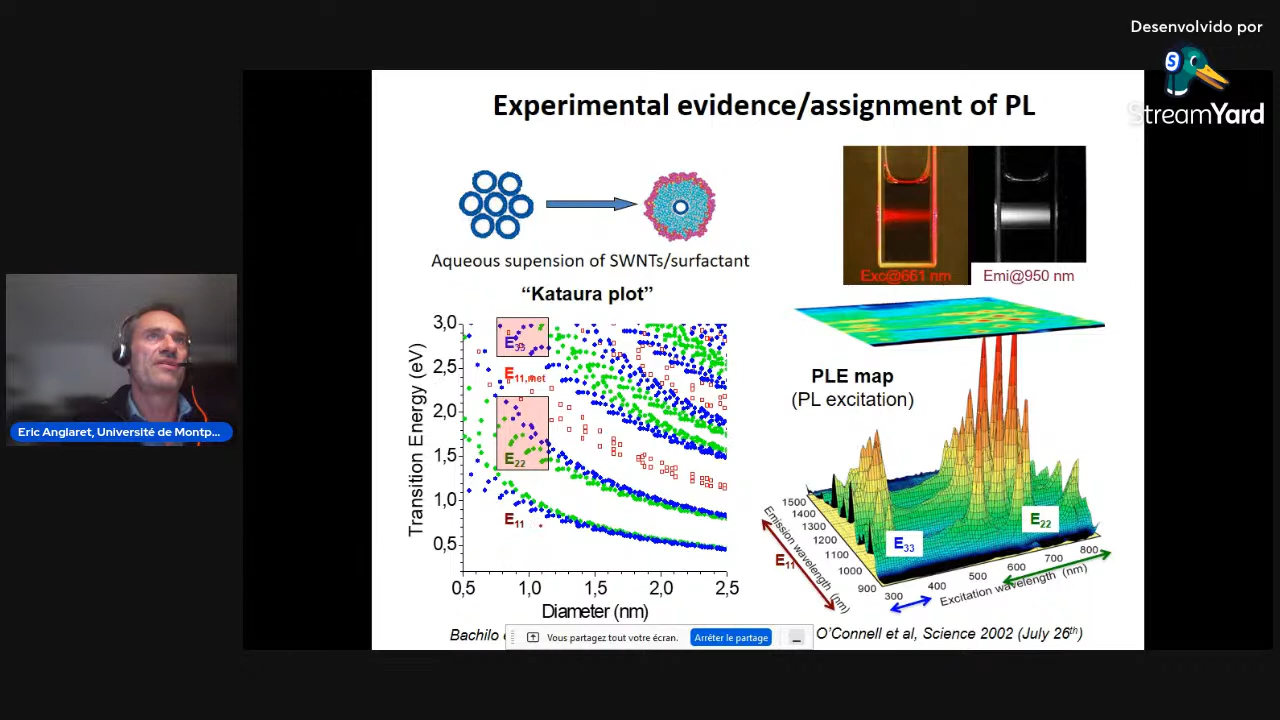 Desenvolvido por
StreamYard
Experimental evidence/assignment of PL
Aqueous supension of SWNTs/surfactant
Exc@661 nm
Emi@950 nm
"Kataura plot"
3,0
2,5
2,0
1,5
1,0
0,5
Transition Energy (eV)
E33
E11,met
E22
E11
0,5 1,0 1,5 2,0 2,5
Diameter (nm)
PLE map
(PL excitation)
1500
1400
1300
1200
1100
1000
900
Emission wavelength (nm)
E11
E33
E22
300 400 500 600 700 800
Excitation wavelength (nm)
Eric Anglaret, Université de Montp...
Bachilo
Vous partagez tout votre écran.
Arrêter le partage
O'Connell et al, Science 2002 (July 26th)